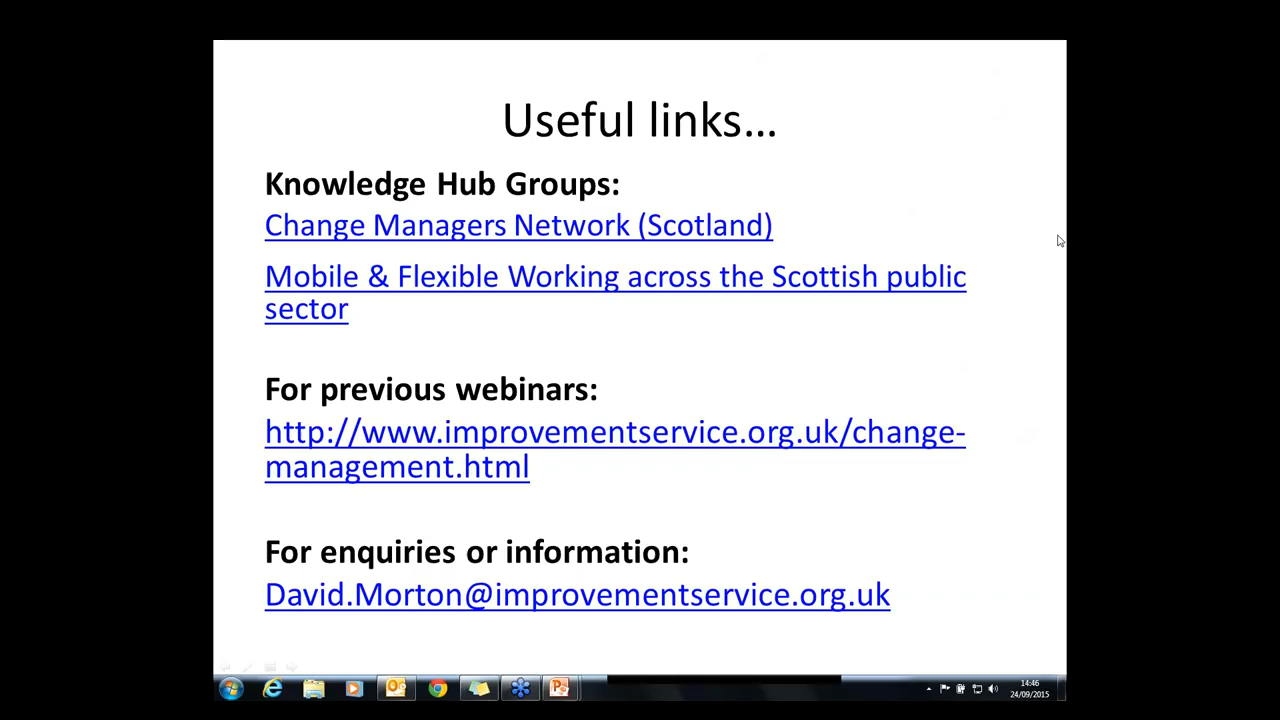 Useful links…
Knowledge Hub Groups:
Change Managers Network (Scotland)
Mobile & Flexible Working across the Scottish public
sector
For previous webinars:
http://www.improvementservice.org.uk/change-
management.html
For enquiries or information:
David.Morton@improvementservice.org.uk
14:46
24/09/2015